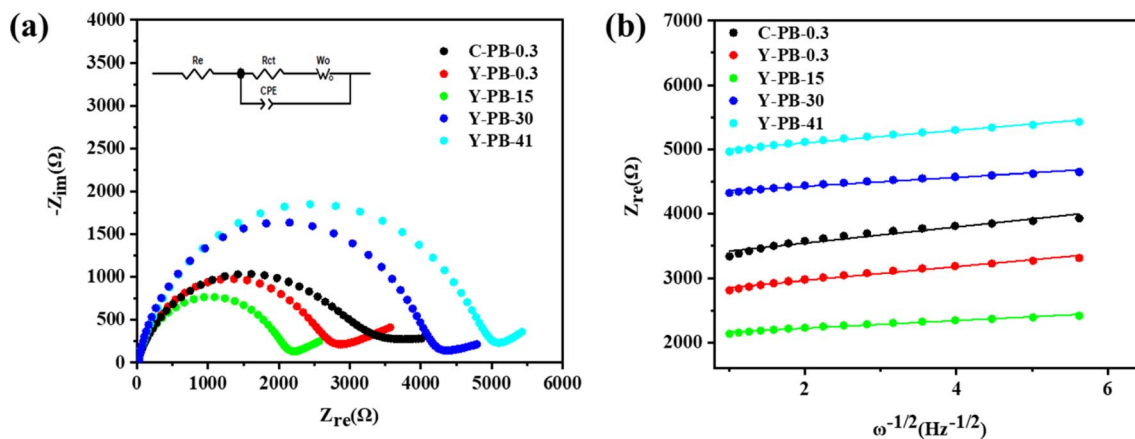 (a)
4000
3500
3000
2500
2000
1500
1000
500
0
-Zim(Ω)
0 1000 2000 3000 4000 5000 6000
Zre(Ω)
Re Rct Wo
CPE
C-PB-0.3
Y-PB-0.3
Y-PB-15
Y-PB-30
Y-PB-41
(b)
7000
6000
5000
4000
3000
2000
Zre(Ω)
2 4 6
ω-1/2(Hz-1/2)
C-PB-0.3
Y-PB-0.3
Y-PB-15
Y-PB-30
Y-PB-41